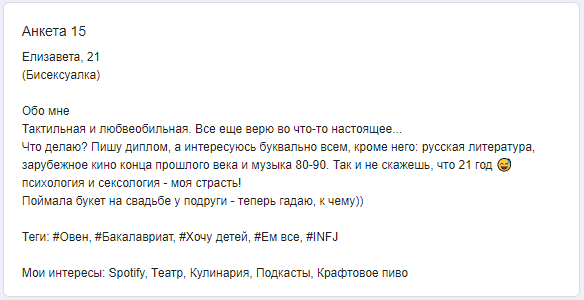 Анкета 15
Елизавета, 21
(Бисексуалка)
Обо мне
Тактильная и любвеобильная. Все еще верю во что-то настоящее...
Что делаю? Пишу диплом, а интересуюсь буквально всем, кроме него: русская литература,
зарубежное кино конца прошлого века и музыка 80-90. Так и не скажешь, что 21 год 😅
психология и сексология - моя страсть!
Поймала букет на свадьбе у подруги - теперь гадаю, к чему))
Теги: #Овен, #Бакалавриат, #Хочу детей, #Ем все, #INFJ
Мои интересы: Spotify, Театр, Кулинария, Подкасты, Крафтовое пиво